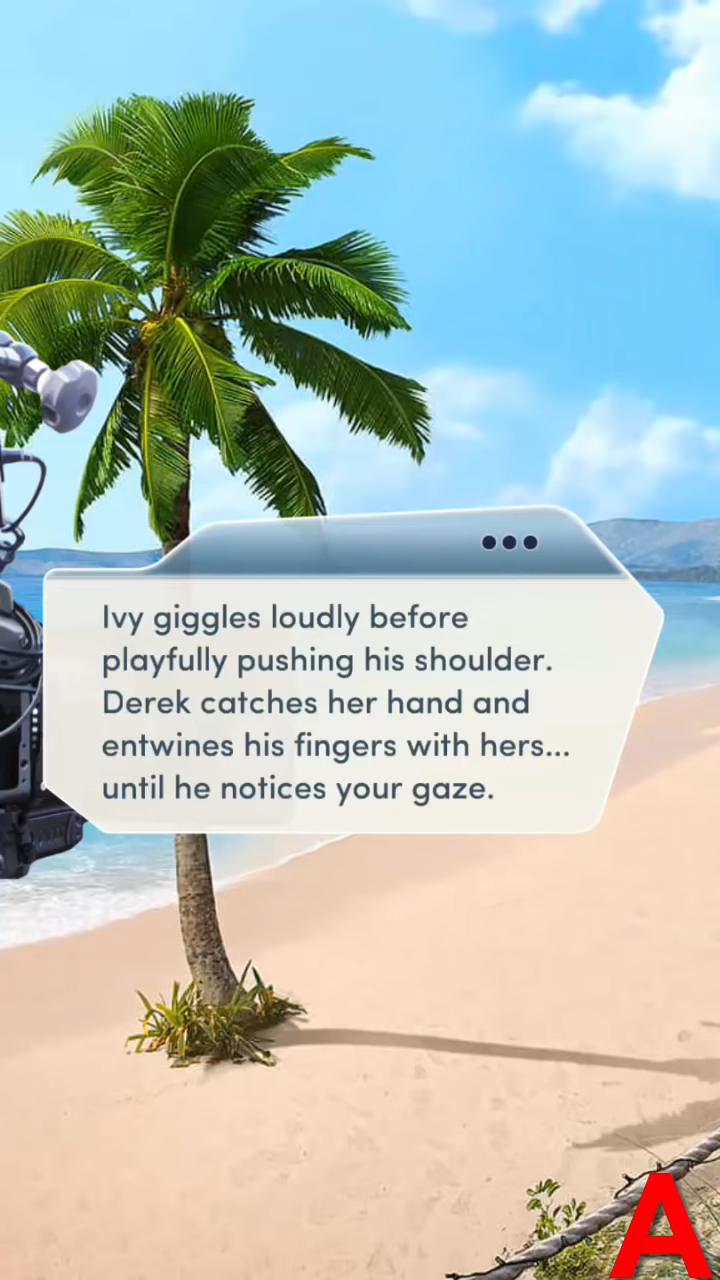 Ivy giggles loudly before
playfully pushing his shoulder.
Derek catches her hand and
entwines his fingers with hers...
until he notices your gaze.
A